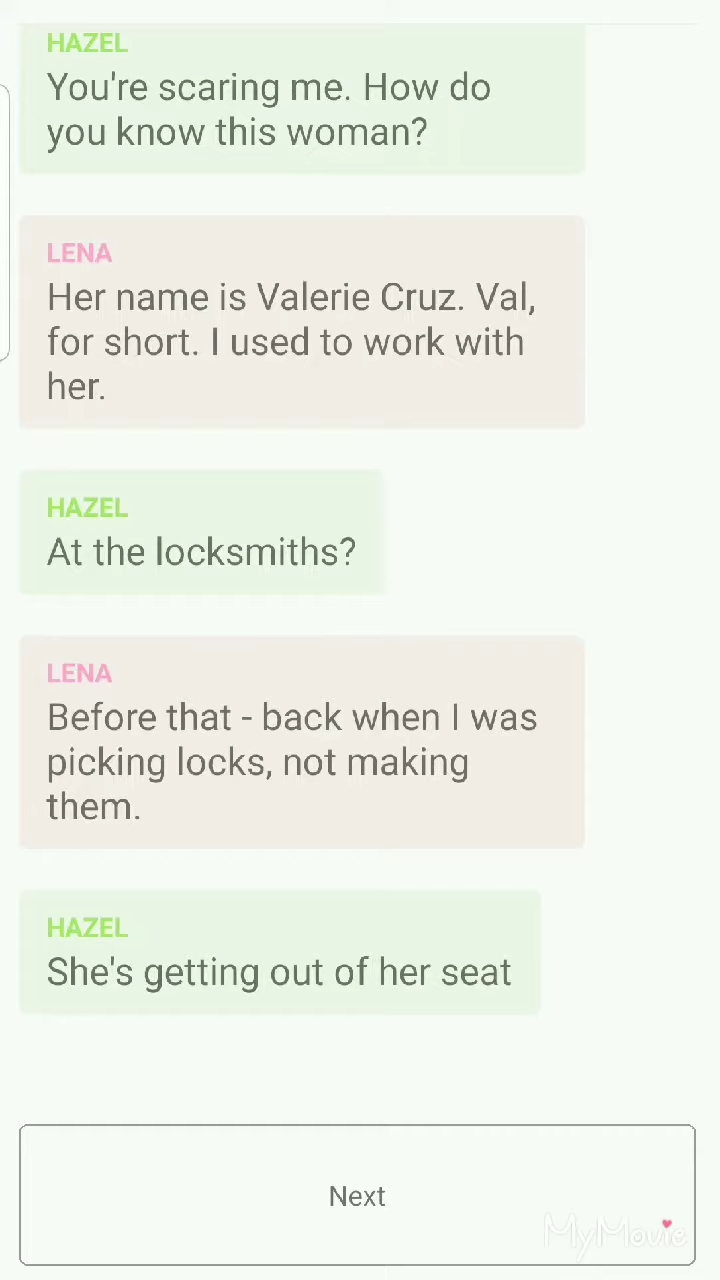 HAZEL
You're scaring me. How do
you know this woman?
LENA
Her name is Valerie Cruz. Val,
for short. I used to work with
her.
HAZEL
At the locksmiths?
LENA
Before that - back when I was
picking locks, not making
them.
HAZEL
She's getting out of her seat
Next
MyMovie